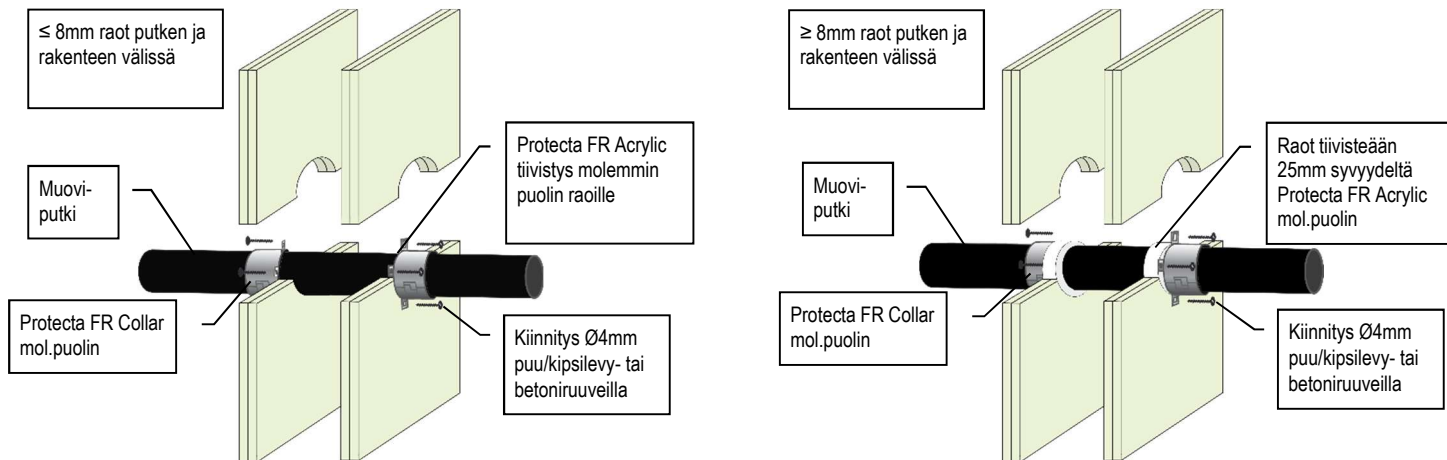 ≤ 8mm raot putken ja
rakenteen välissä
Muovi-
putki
Protecta FR Acrylic
tiivistys molemmin
puolin raoille
Protecta FR Collar
mol.puolin
Kiinnitys Ø4mm
puu/kipsilevy- tai
betoniruuveilla
≥ 8mm raot putken ja
rakenteen välissä
Muovi-
putki
Raot tiivisteään
25mm syvyydeltä
Protecta FR Acrylic
mol.puolin
Protecta FR Collar
mol.puolin
Kiinnitys Ø4mm
puu/kipsilevy- tai
betoniruuveilla